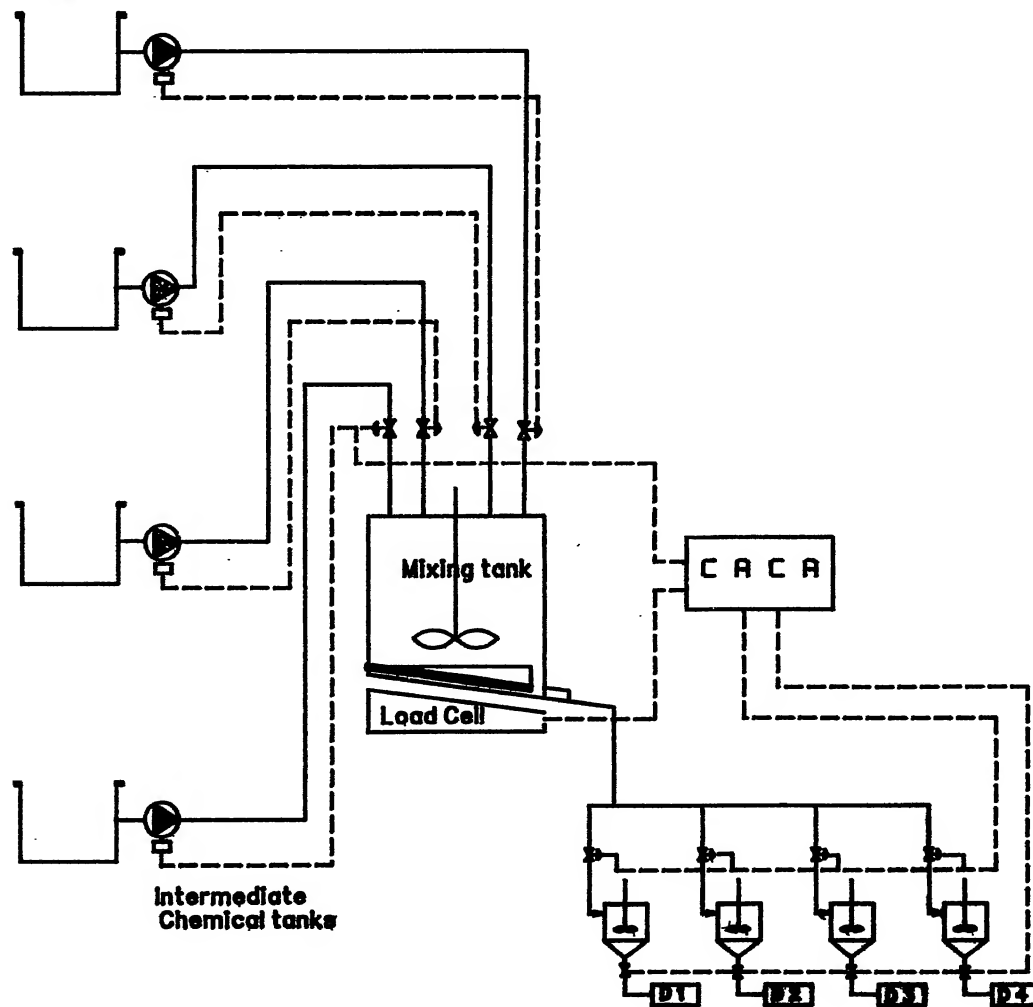 Mixing tank
C A C A
Load Cell
Intermediate
Chemical tanks
D1
D2
D3
D4